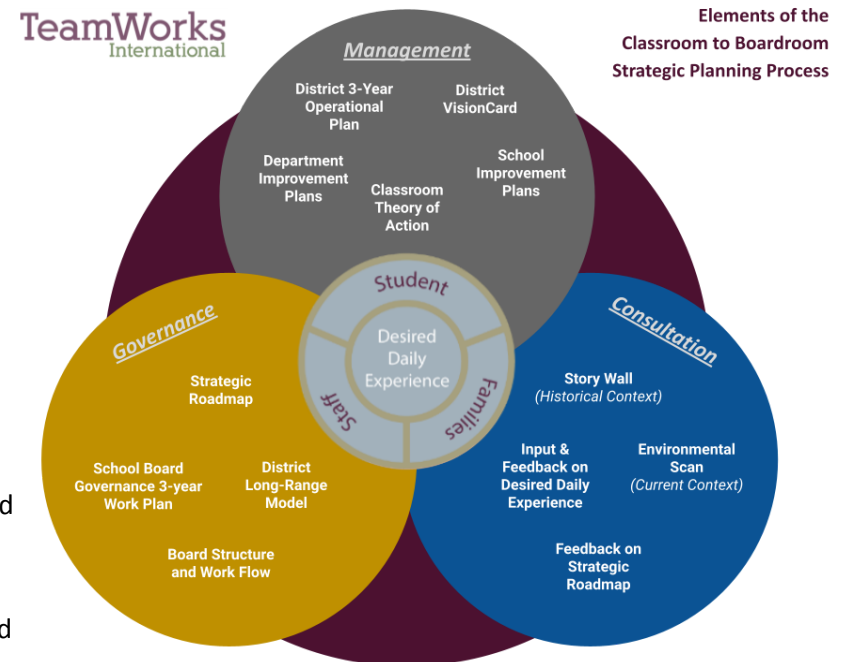 TeamWorks
International
Elements of the
Classroom to Boardroom
Strategic Planning Process
Management
District 3-Year
Operational
Plan
District
VisionCard
Department
Improvement
Plans
Classroom
Theory of
Action
School
Improvement
Plans
Student
Desired
Daily
Experience
Staff
Families
Governance
Strategic
Roadmap
School Board
Governance 3-year
Work Plan
District
Long-Range
Model
Board Structure
and Work Flow
Consultation
Story Wall
(Historical Context)
Input &
Feedback on
Desired Daily
Experience
Environmental
Scan
(Current Context)
Feedback on
Strategic
Roadmap
d
d